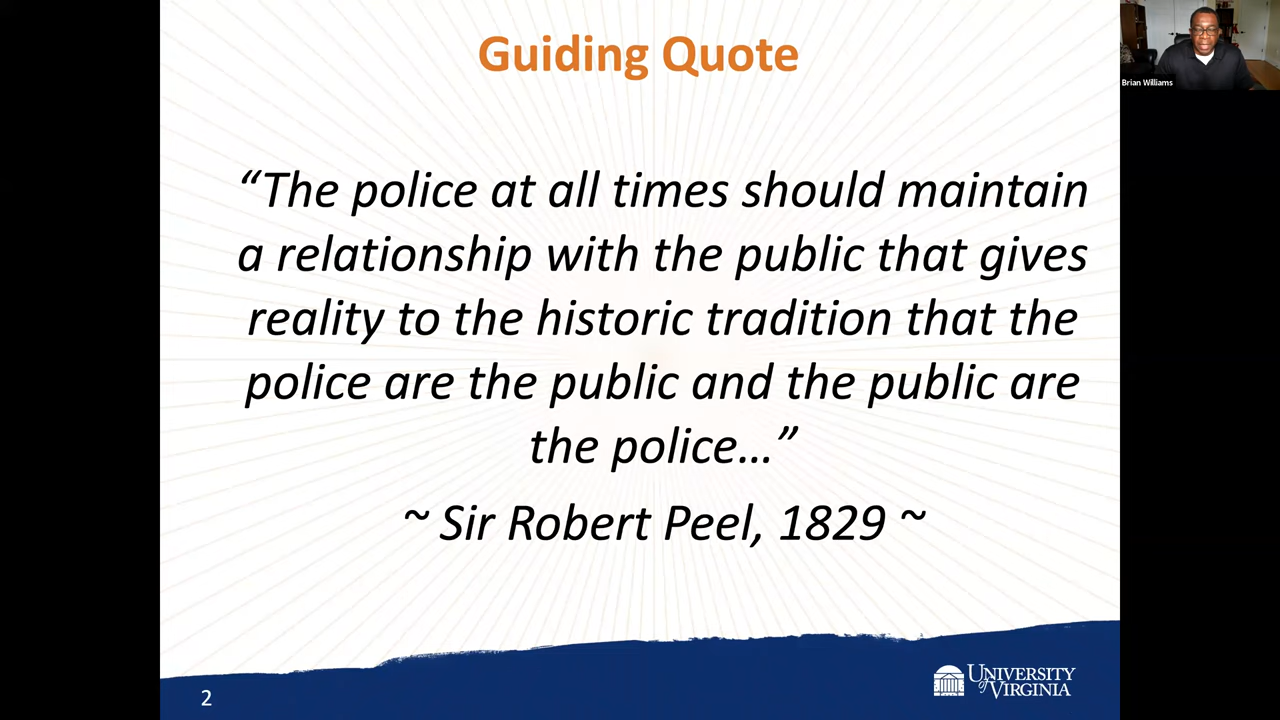 Guiding Quote
Brian Williams
“The police at all times should maintain
a relationship with the public that gives
reality to the historic tradition that the
police are the public and the public are
the police…”
~ Sir Robert Peel, 1829 ~
2
UNIVERSITY
of VIRGINIA